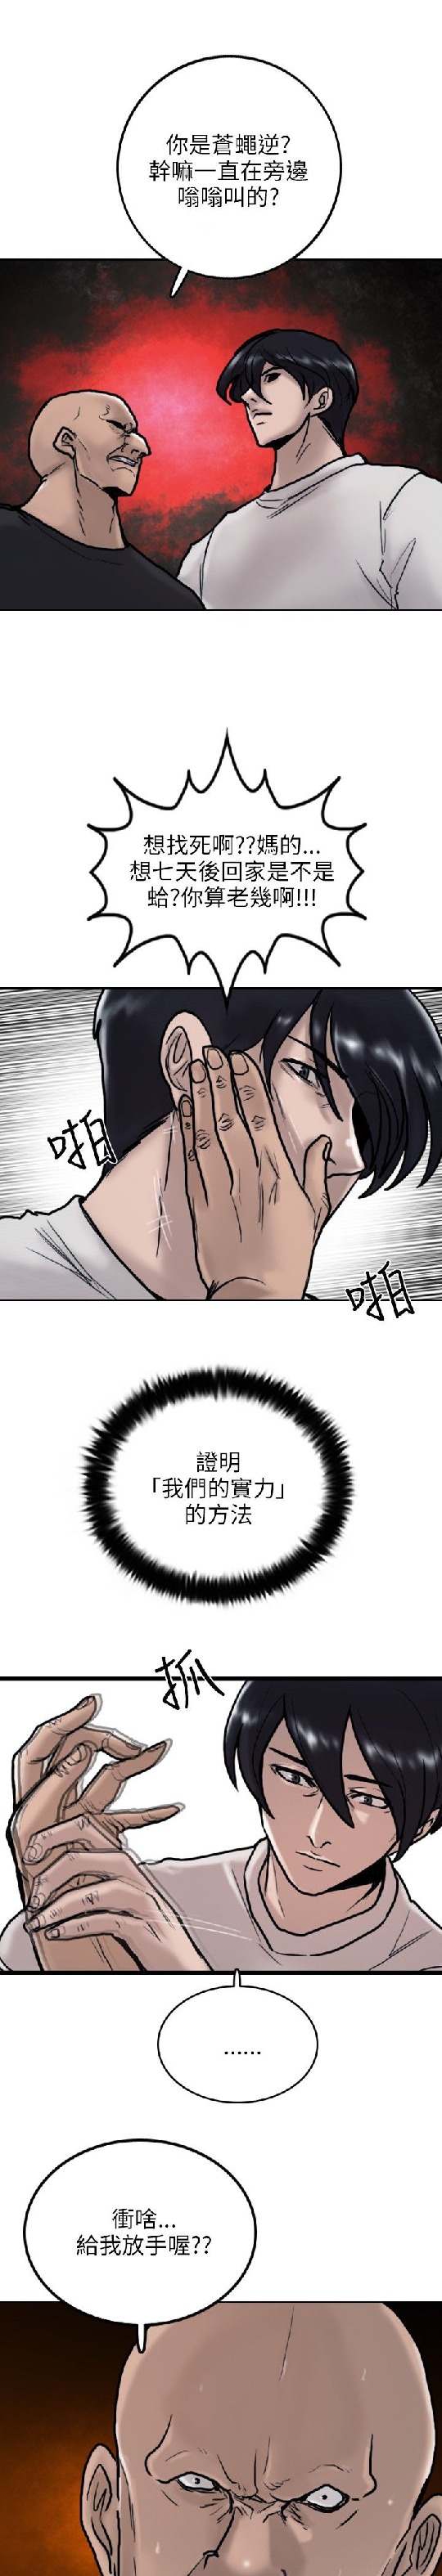 你是蒼蠅逆?
幹嘛一直在旁邊
嗡嗡叫的?
想找死啊??媽的...
想七天後回家是不是
蛤?你算老幾啊!!!
啪
啪
證明
「我們的實力」
的方法
抓
......
衝啥...
給我放手喔??